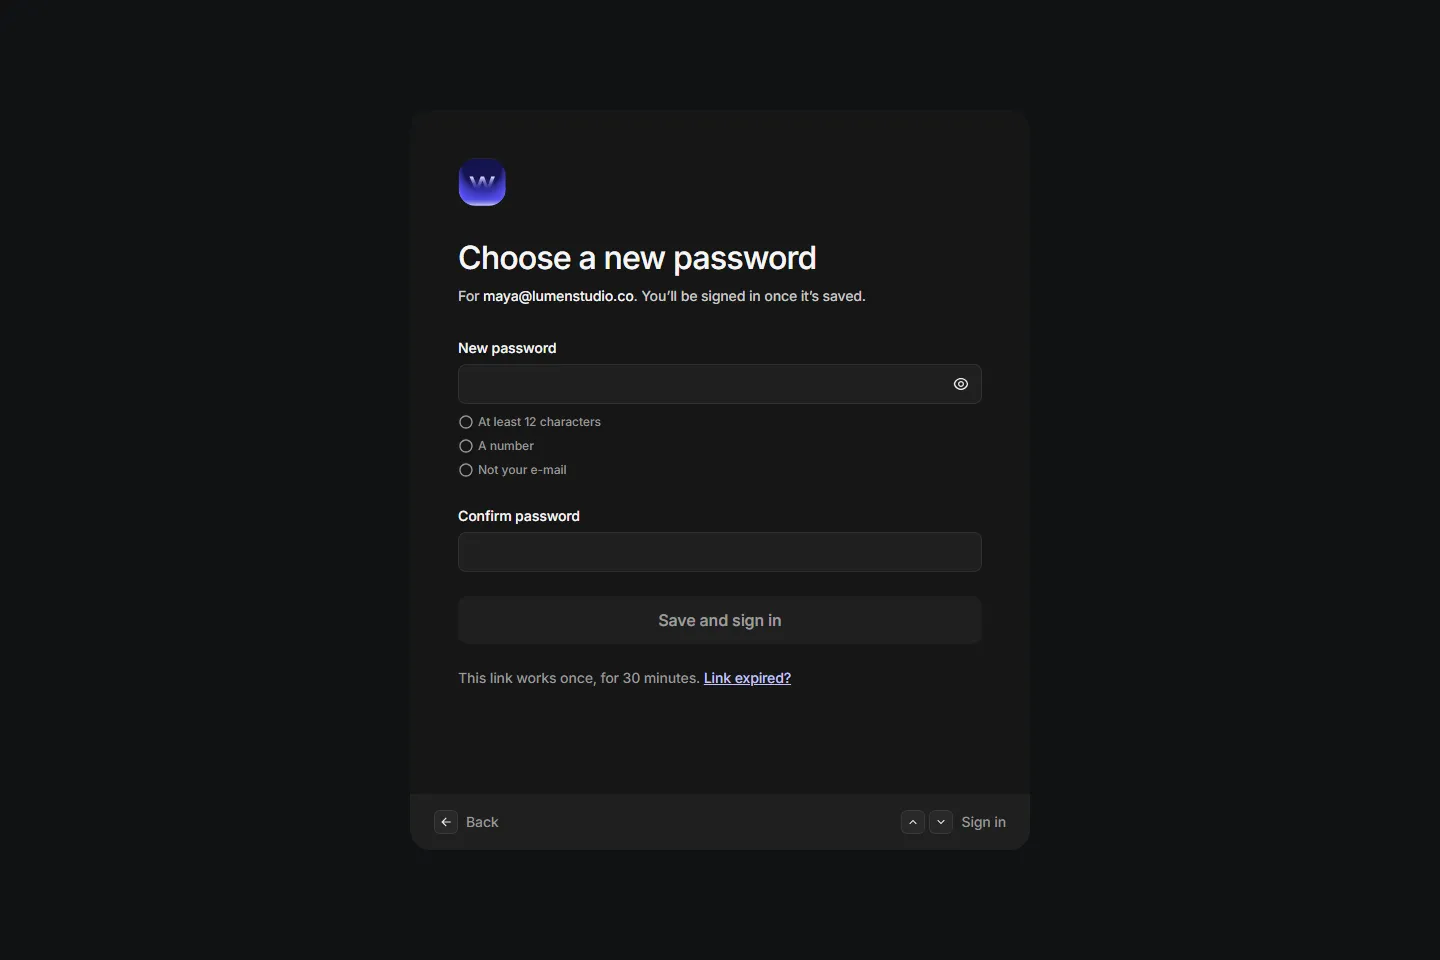 W
Choose a new password
For maya@lumenstudio.co. You’ll be signed in once it’s saved.
New password
At least 12 characters
A number
Not your e-mail
Confirm password
Save and sign in
This link works once, for 30 minutes. Link expired?
Back
Sign in